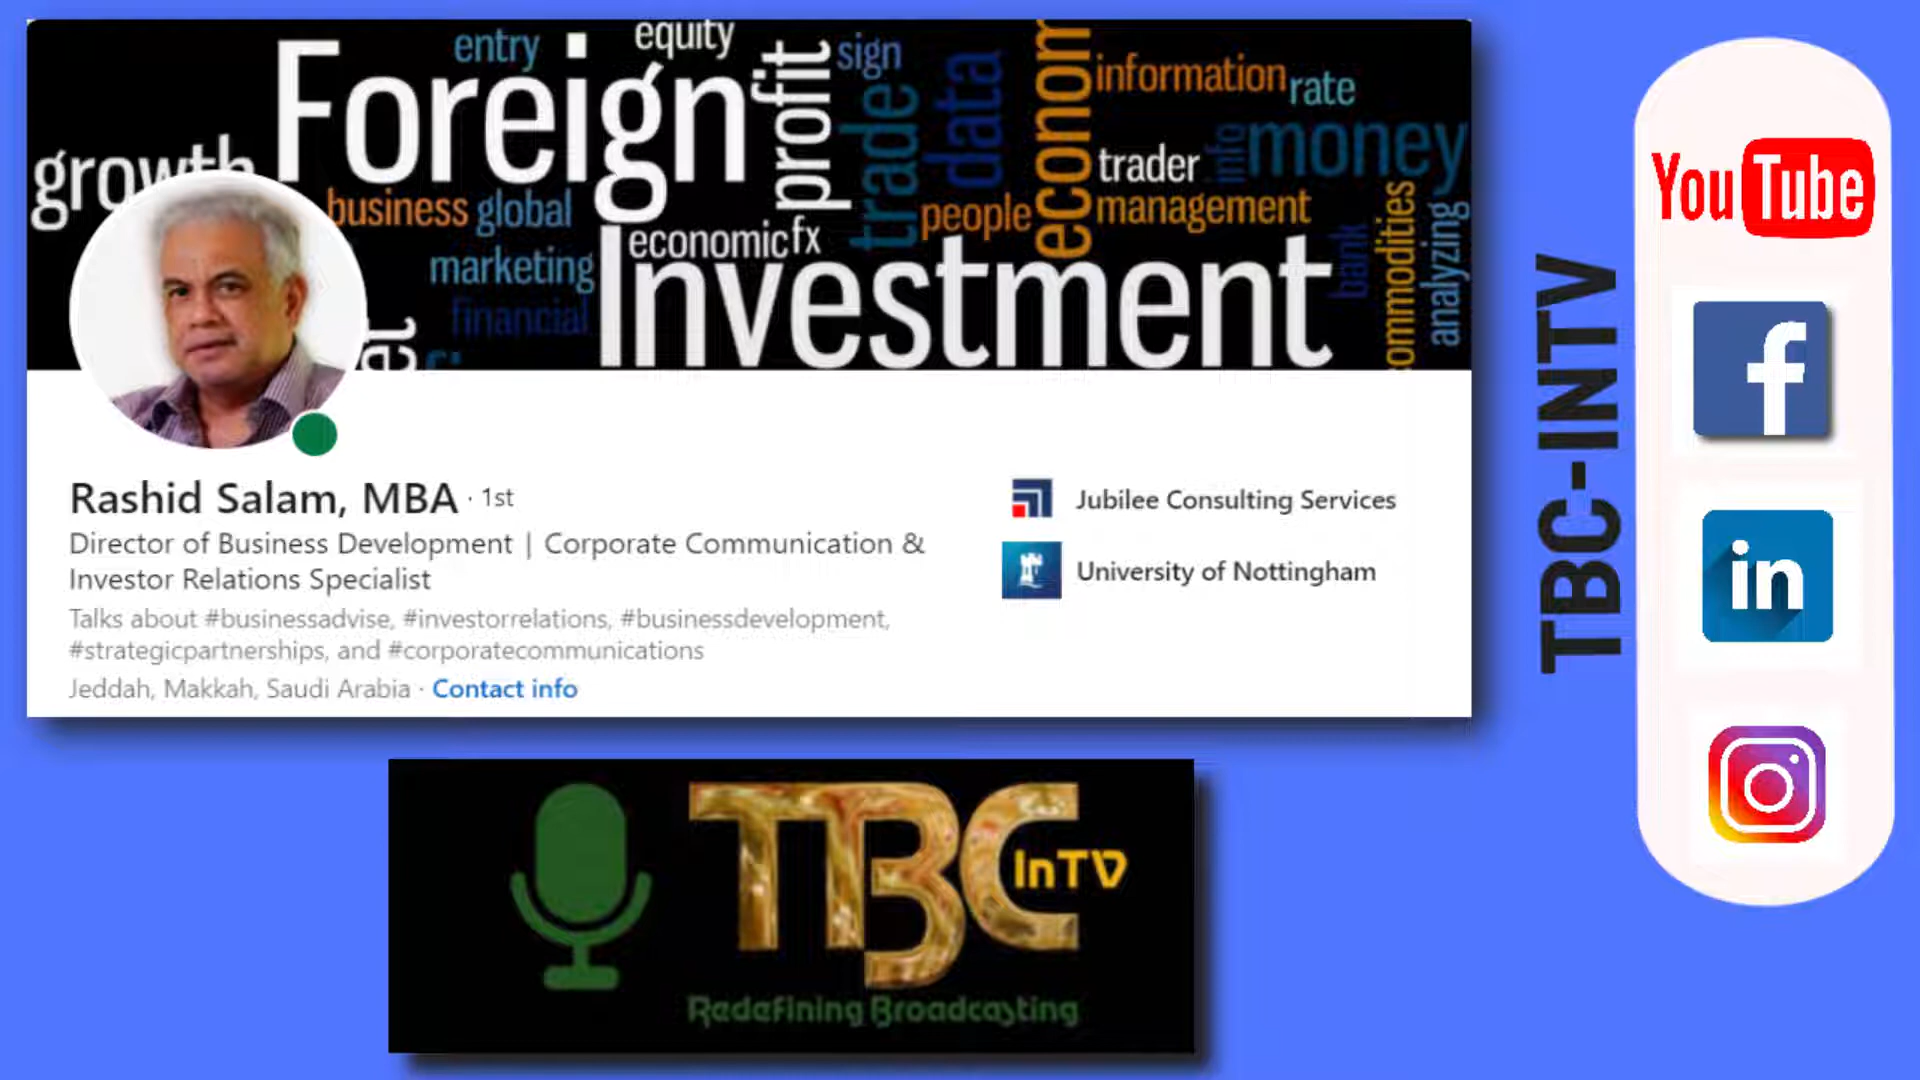 entry
equity
sign
Foreign
profit
trade
data
econom
information
rate
growth
info
money
trader
business
global
people
management
economic
fx
marketing
Investment
bank
commodities
analyzing
financial
et
Rashid Salam, MBA · 1st
Director of Business Development | Corporate Communication &
Investor Relations Specialist
Talks about #businessadvise, #investorrelations, #businessdevelopment,
#strategicpartnerships, and #corporatecommunications
Jeddah, Makkah, Saudi Arabia · Contact info
Jubilee Consulting Services
University of Nottingham
TBC InTV
Redefining Broadcasting
TBC-INTV
YouTube
f
in